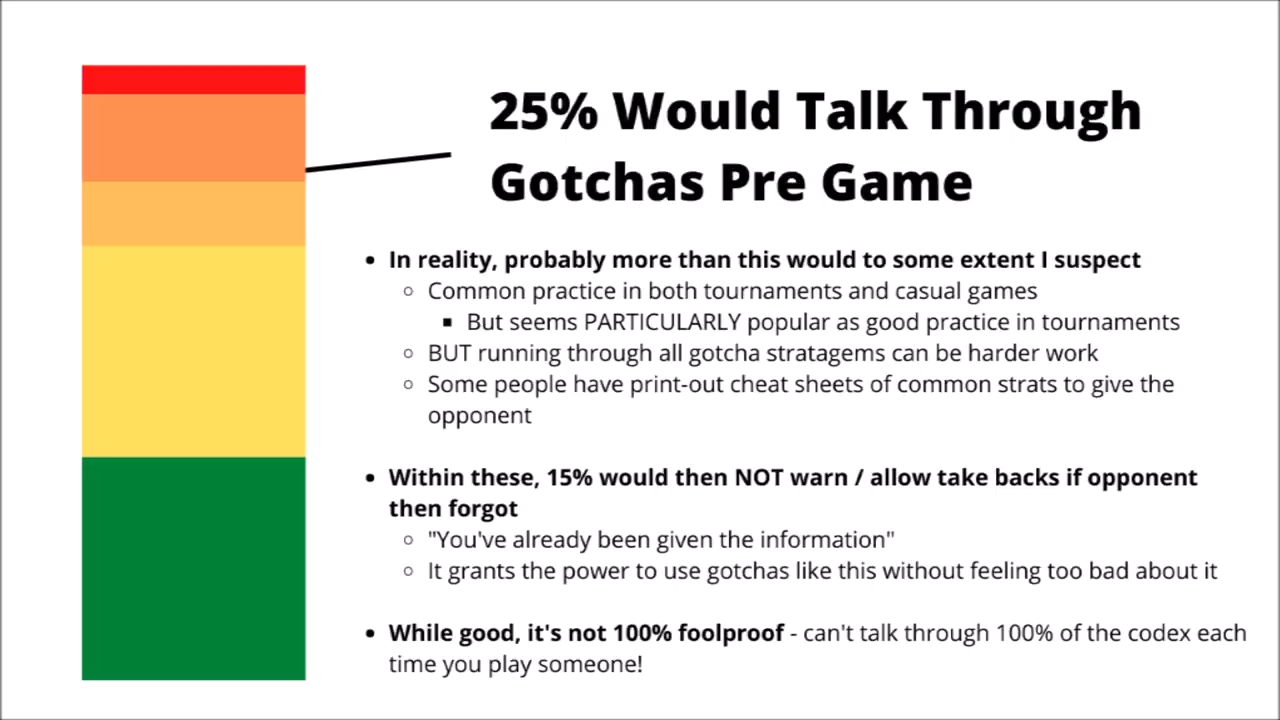 25% Would Talk Through
Gotchas Pre Game
• In reality, probably more than this would to some extent I suspect
○ Common practice in both tournaments and casual games
■ But seems PARTICULARLY popular as good practice in tournaments
○ BUT running through all gotcha stratagems can be harder work
○ Some people have print-out cheat sheets of common strats to give the
opponent
• Within these, 15% would then NOT warn / allow take backs if opponent
then forgot
○ "You've already been given the information"
○ It grants the power to use gotchas like this without feeling too bad about it
• While good, it's not 100% foolproof - can't talk through 100% of the codex each
time you play someone!